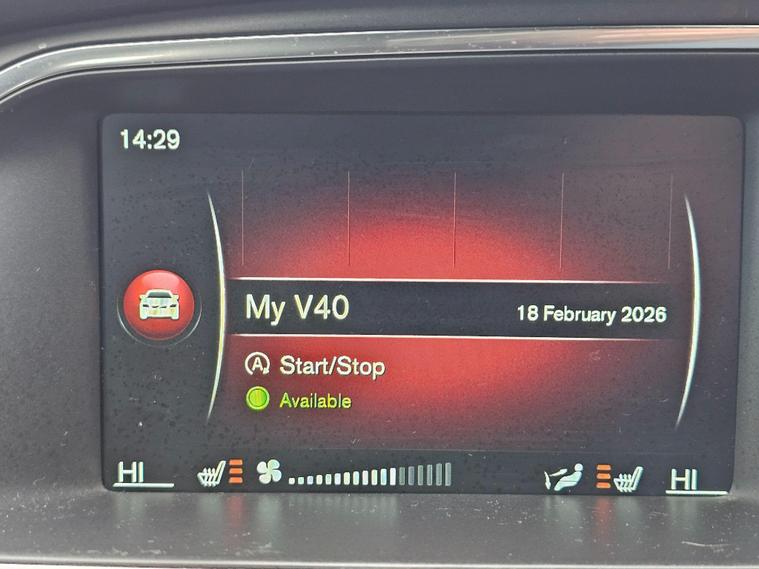 14:29
My V40 18 February 2026
A Start/Stop
Available
HI HI